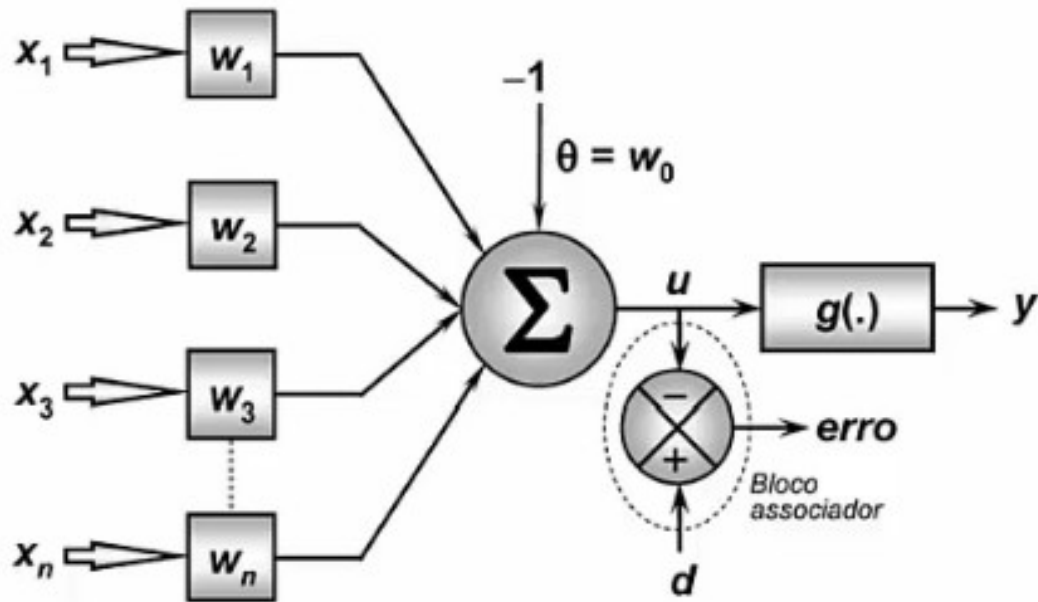 x1
w1
−1
θ = w0
x2
w2
Σ
u
g(.)
y
x3
w3
−
+
erro
Bloco
associador
xn
wn
d